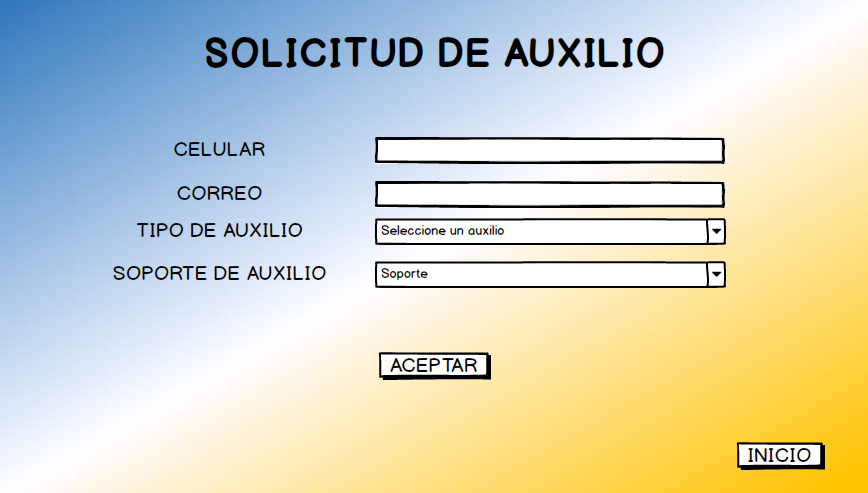 SOLICITUD DE AUXILIO
CELULAR
CORREO
TIPO DE AUXILIO Seleccione un auxilio
SOPORTE DE AUXILIO Soporte
ACEPTAR
INICIO